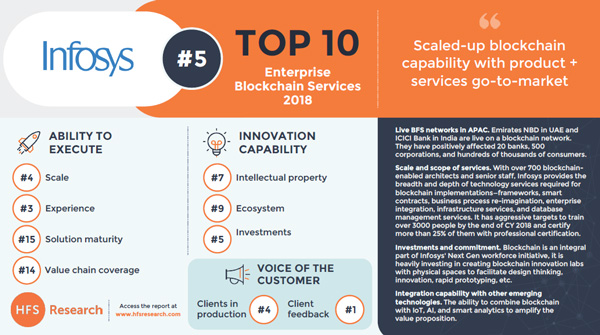 Infosys
#5
TOP 10
Enterprise
Blockchain Services
2018
“
Scaled-up blockchain
capability with product +
services go-to-market
ABILITY TO
EXECUTE
#4 Scale
#3 Experience
#15 Solution maturity
#14 Value chain coverage
INNOVATION
CAPABILITY
#7 Intellectual property
#9 Ecosystem
#5 Investments
VOICE OF THE
CUSTOMER
Clients in
production
#4
Client
feedback
#1
HFS Research
Access the report at
www.hfsresearch.com
Live BFS networks in APAC. Emirates NBD in UAE and
ICICI Bank in India are live on a blockchain network.
They have positively affected 20 banks, 500
corporations, and hundreds of thousands of consumers.
Scale and scope of services. With over 700 blockchain-
enabled architects and senior staff, Infosys provides the
breadth and depth of technology services required for
blockchain implementations—frameworks, smart
contracts, business process re-imagination, enterprise
integration, infrastructure services, and database
management services. It has aggressive targets to train
over 3000 people by the end of CY 2018 and certify
more than 25% of them with professional certification.
Investments and commitment. Blockchain is an integral
part of Infosys' Next Gen workforce initiative, it is
heavily investing in creating blockchain innovation labs
with physical spaces to facilitate design thinking,
innovation, rapid prototyping, etc.
Integration capability with other emerging
technologies. The ability to combine blockchain
with IoT, AI, and smart analytics to amplify the
value proposition.